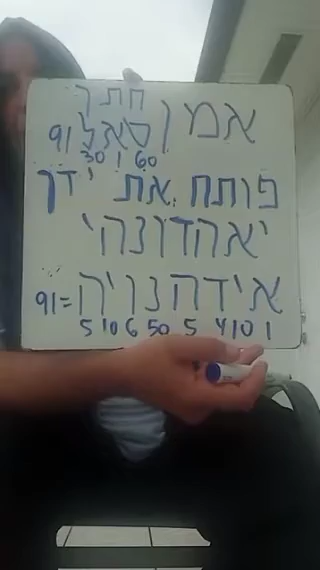 חתך
אמן סאל 91
30 1 60
פותח את ידך
יאהדונהי
אידהנויה =91
5 10 6 50 5 4 10 1